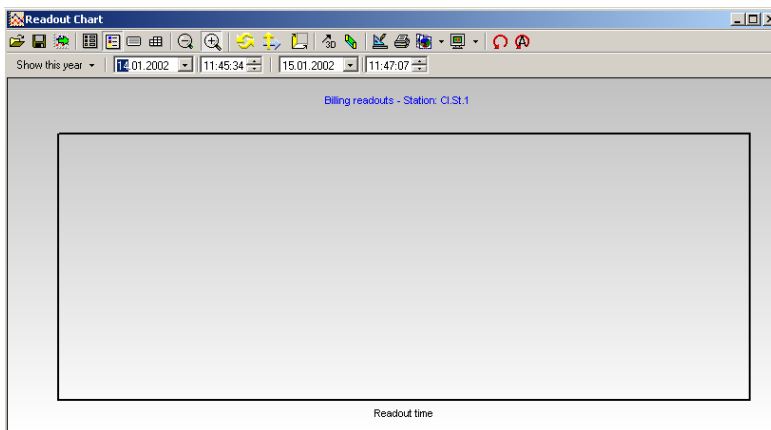 Readout Chart
3D
Show this year 14.01.2002 11:45:34 15.01.2002 11:47:07
Billing readouts - Station: Cl.St.1
Readout time